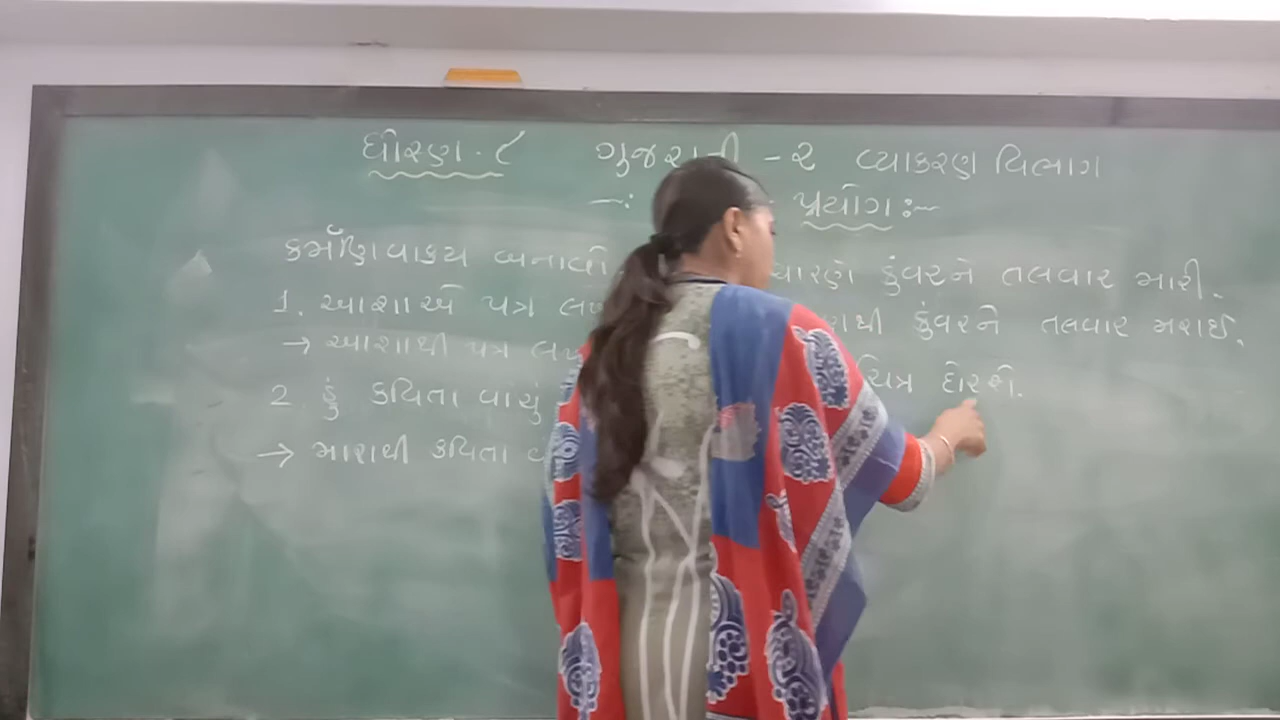 ધોરણ-૮ ગુજરાતી - ૨ વ્યાકરણ વિભાગ
પ્રયોગ:-
કર્મણિવાક્ય બનાવો. કુંવરને તલવાર મારી.
1. આશાએ પત્ર કુંવરને તલવાર મરાઈ.
→ આશાથી પત્ર ચિત્ર દોરશે.
2. હું કવિતા વાચું
→ મારાથી કવિતા